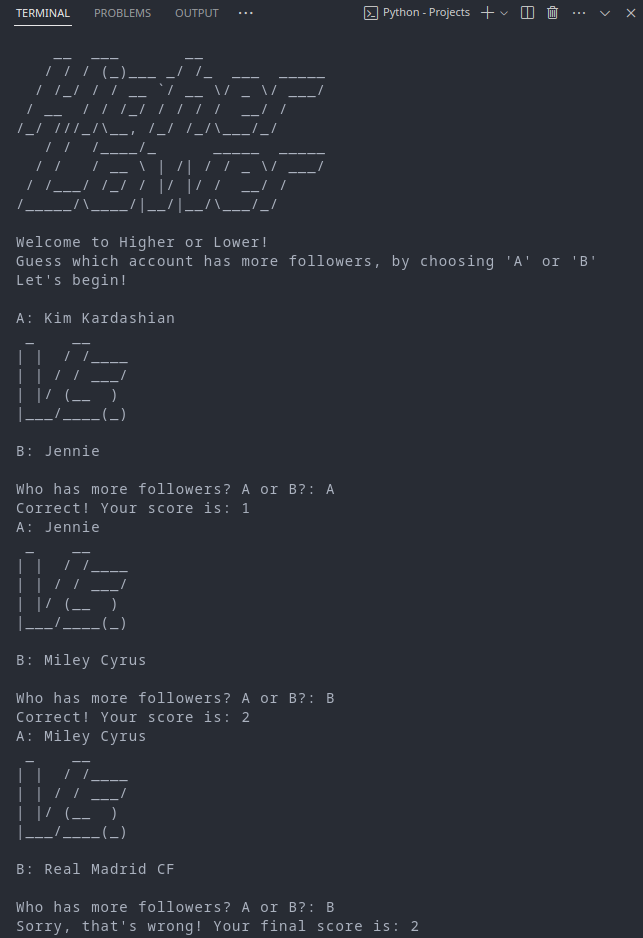 TERMINAL PROBLEMS OUTPUT ··· Python - Projects
    __  ___       __
   / / / (_)___ _/ /_  ___  _____
  / /_/ / / __ `/ __ \/ _ \/ ___/
 / __  / / /_/ / / / /  __/ /
/_/ ///_/\__, /_/ /_/\___/_/
   / /  /____/_      _____  _____
  / /   / __ \ | /| / / _ \/ ___/
 / /___/ /_/ / |/ |/ /  __/ /
/_____/\____/|__/|__/\___/_/
Welcome to Higher or Lower!
Guess which account has more followers, by choosing 'A' or 'B'
Let's begin!
A: Kim Kardashian
 _    __
| |  / /____
| | / / ___/
| |/ (__  )
|___/____(_)
B: Jennie
Who has more followers? A or B?: A
Correct! Your score is: 1
A: Jennie
 _    __
| |  / /____
| | / / ___/
| |/ (__  )
|___/____(_)
B: Miley Cyrus
Who has more followers? A or B?: B
Correct! Your score is: 2
A: Miley Cyrus
 _    __
| |  / /____
| | / / ___/
| |/ (__  )
|___/____(_)
B: Real Madrid CF
Who has more followers? A or B?: B
Sorry, that's wrong! Your final score is: 2